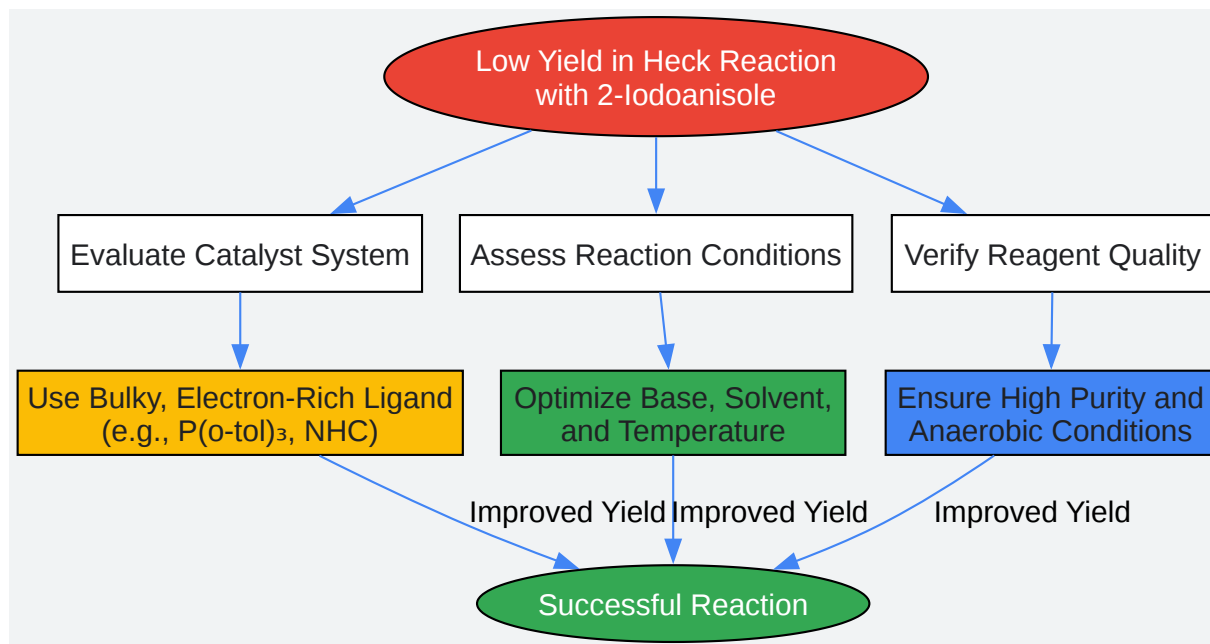 Low Yield in Heck Reaction
with 2-Iodoanisole
Evaluate Catalyst System
Assess Reaction Conditions
Verify Reagent Quality
Use Bulky, Electron-Rich Ligand
(e.g., P(o-tol)₃, NHC)
Optimize Base, Solvent,
and Temperature
Ensure High Purity and
Anaerobic Conditions
Improved Yield
Improved Yield
Improved Yield
Successful Reaction